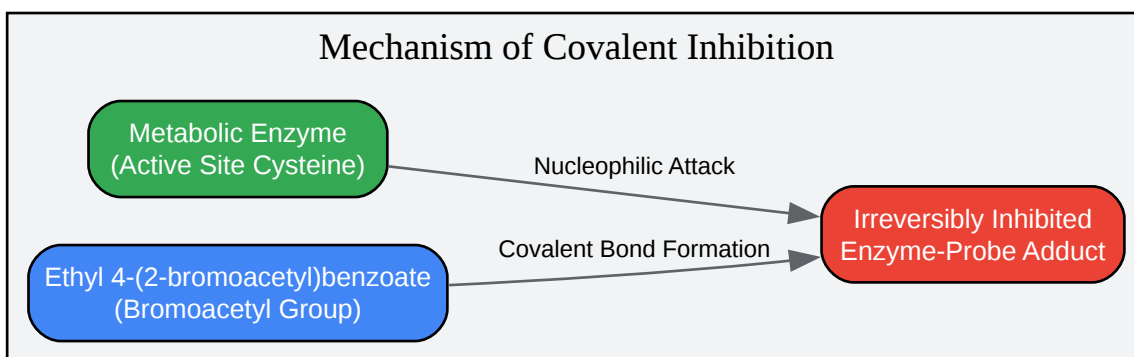 Mechanism of Covalent Inhibition
Metabolic Enzyme
(Active Site Cysteine)
Nucleophilic Attack
Irreversibly Inhibited
Enzyme-Probe Adduct
Covalent Bond Formation
Ethyl 4-(2-bromoacetyl)benzoate
(Bromoacetyl Group)